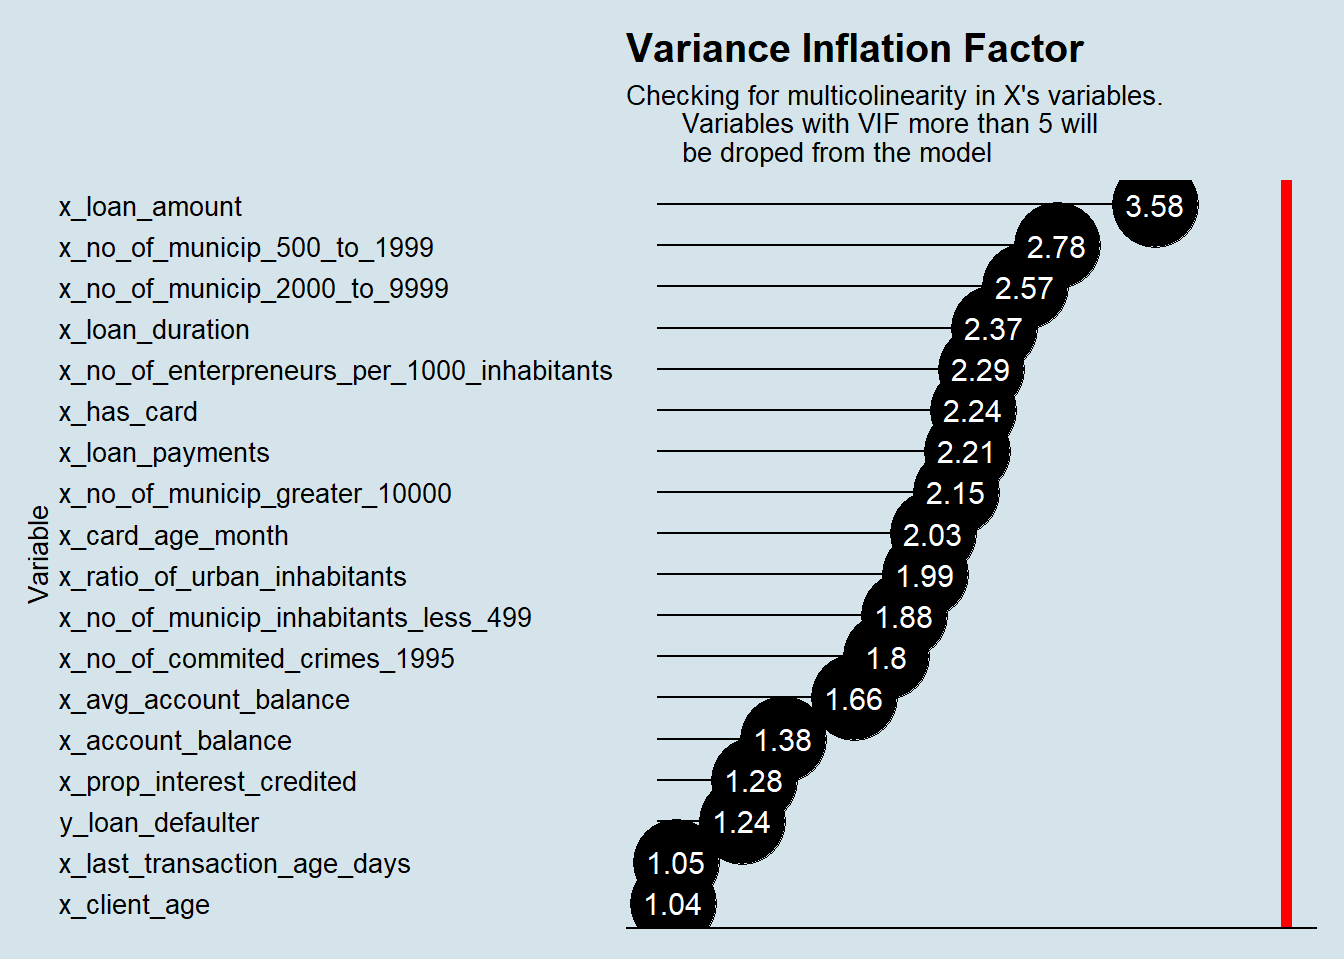 Variance Inflation Factor
Checking for multicolinearity in X's variables.
Variables with VIF more than 5 will
be droped from the model
Variable
x_loan_amount 3.58
x_no_of_municip_500_to_1999 2.78
x_no_of_municip_2000_to_9999 2.57
x_loan_duration 2.37
x_no_of_enterpreneurs_per_1000_inhabitants 2.29
x_has_card 2.24
x_loan_payments 2.21
x_no_of_municip_greater_10000 2.15
x_card_age_month 2.03
x_ratio_of_urban_inhabitants 1.99
x_no_of_municip_inhabitants_less_499 1.88
x_no_of_commited_crimes_1995 1.8
x_avg_account_balance 1.66
x_account_balance 1.38
x_prop_interest_credited 1.28
y_loan_defaulter 1.24
x_last_transaction_age_days 1.05
x_client_age 1.04